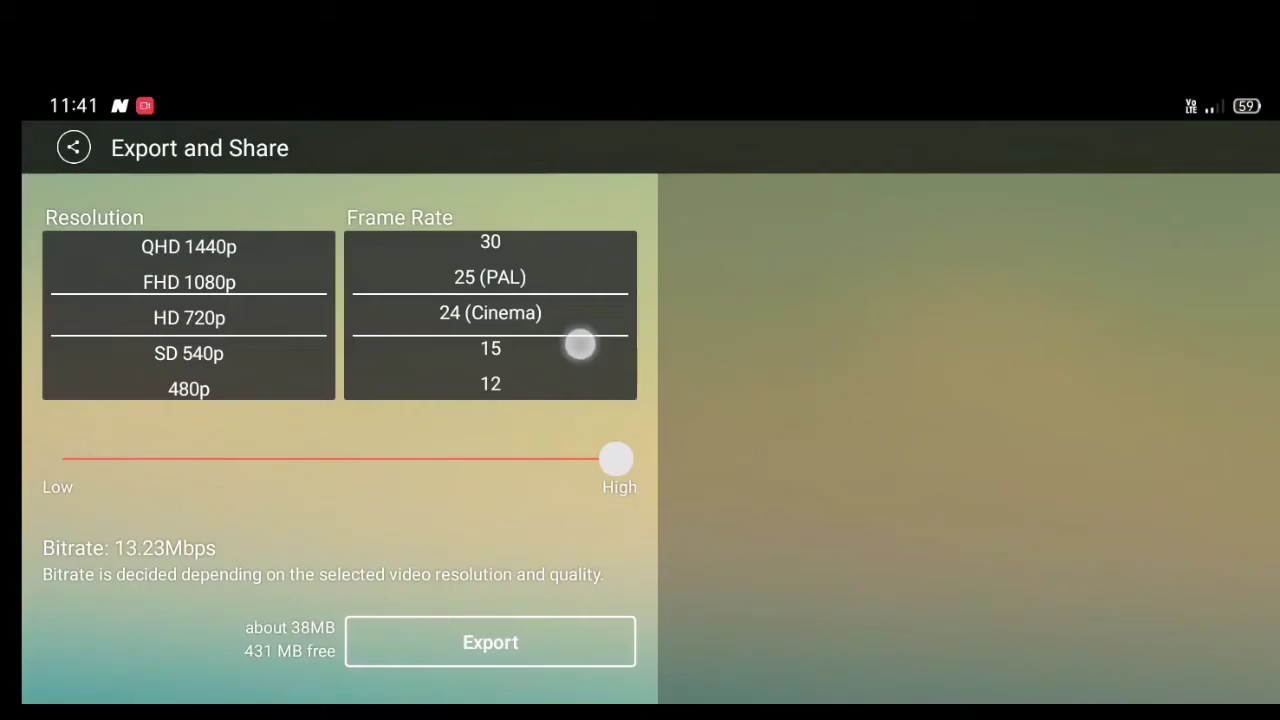 11:41 N Vo LTE 59
Export and Share
Resolution
Frame Rate
QHD 1440p
FHD 1080p
HD 720p
SD 540p
480p
30
25 (PAL)
24 (Cinema)
15
12
Low
High
Bitrate: 13.23Mbps
Bitrate is decided depending on the selected video resolution and quality.
about 38MB
431 MB free
Export